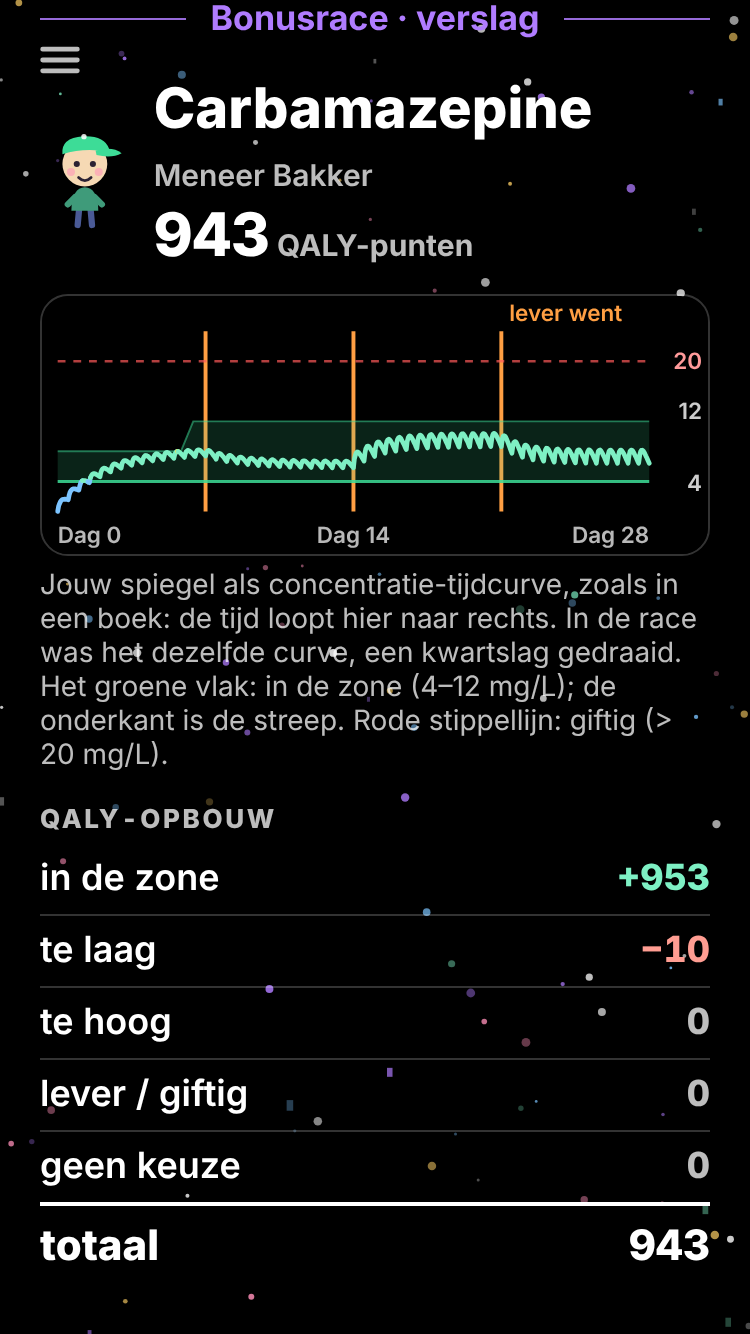 Bonusrace · verslag
Carbamazepine
Meneer Bakker
943 QALY-punten
lever went
20
12
4
Dag 0 Dag 14 Dag 28
Jouw spiegel als concentratie-tijdcurve, zoals in
een boek: de tijd loopt hier naar rechts. In de race
was het dezelfde curve, een kwartslag gedraaid.
Het groene vlak: in de zone (4–12 mg/L); de
onderkant is de streep. Rode stippellijn: giftig (>
20 mg/L).
QALY-OPBOUW
in de zone +953
te laag −10
te hoog 0
lever / giftig 0
geen keuze 0
totaal 943